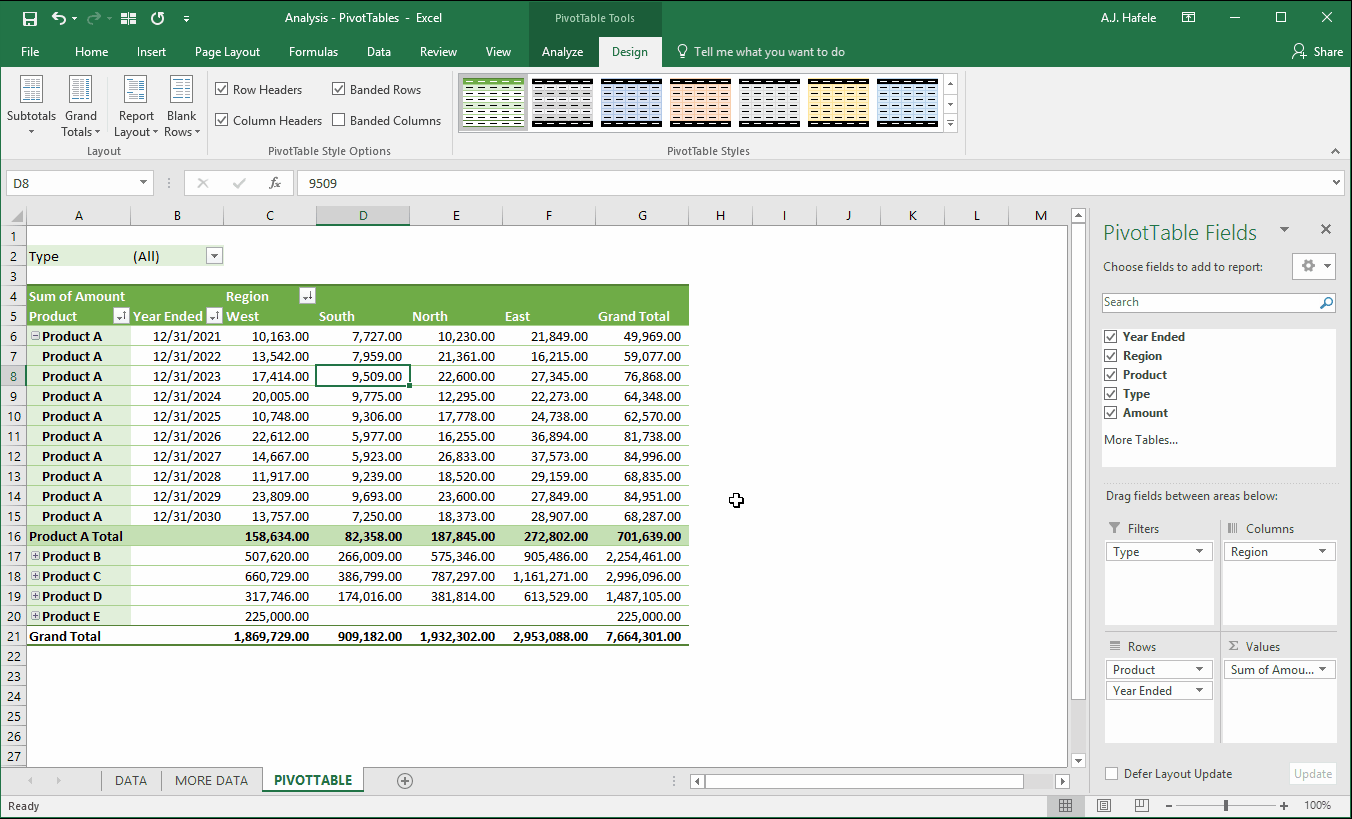 Analysis - PivotTables - Excel
PivotTable Tools
A.J. Hafele
File Home Insert Page Layout Formulas Data Review View Analyze Design Tell me what you want to do Share
Subtotals Grand Totals Report Layout Blank Rows
Row Headers Banded Rows
Column Headers Banded Columns
Layout PivotTable Style Options PivotTable Styles
D8 fx 9509
A B C D E F G H I J K L M
1
2 Type (All)
3
4 Sum of Amount Region
5 Product Year Ended West South North East Grand Total
6 Product A 12/31/2021 10,163.00 7,727.00 10,230.00 21,849.00 49,969.00
7 Product A 12/31/2022 13,542.00 7,959.00 21,361.00 16,215.00 59,077.00
8 Product A 12/31/2023 17,414.00 9,509.00 22,600.00 27,345.00 76,868.00
9 Product A 12/31/2024 20,005.00 9,775.00 12,295.00 22,273.00 64,348.00
10 Product A 12/31/2025 10,748.00 9,306.00 17,778.00 24,738.00 62,570.00
11 Product A 12/31/2026 22,612.00 5,977.00 16,255.00 36,894.00 81,738.00
12 Product A 12/31/2027 14,667.00 5,923.00 26,833.00 37,573.00 84,996.00
13 Product A 12/31/2028 11,917.00 9,239.00 18,520.00 29,159.00 68,835.00
14 Product A 12/31/2029 23,809.00 9,693.00 23,600.00 27,849.00 84,951.00
15 Product A 12/31/2030 13,757.00 7,250.00 18,373.00 28,907.00 68,287.00
16 Product A Total 158,634.00 82,358.00 187,845.00 272,802.00 701,639.00
17 Product B 507,620.00 266,009.00 575,346.00 905,486.00 2,254,461.00
18 Product C 660,729.00 386,799.00 787,297.00 1,161,271.00 2,996,096.00
19 Product D 317,746.00 174,016.00 381,814.00 613,529.00 1,487,105.00
20 Product E 225,000.00 225,000.00
21 Grand Total 1,869,729.00 909,182.00 1,932,302.00 2,953,088.00 7,664,301.00
22
23
24
25
26
27
DATA MORE DATA PIVOTTABLE
Ready
PivotTable Fields
Choose fields to add to report:
Search
Year Ended
Region
Product
Type
Amount
More Tables...
Drag fields between areas below:
Filters Columns
Type Region
Rows Σ Values
Product Sum of Amou...
Year Ended
Defer Layout Update Update
100%